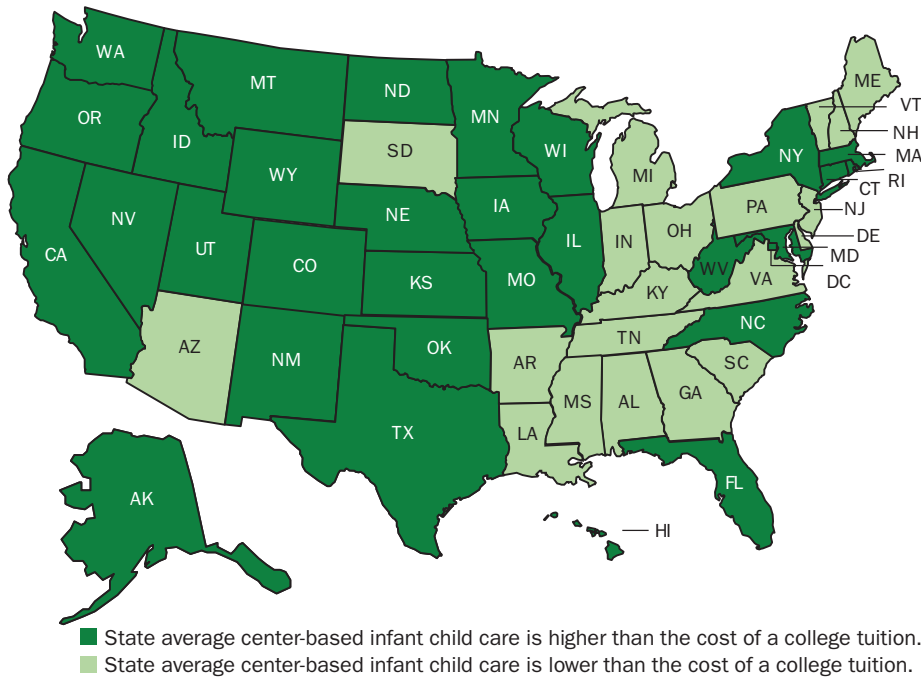 WA
MT
ND
MN
ME
VT
NH
MA
RI
CT
OR
ID
SD
WI
MI
NY
WY
NV
NE
IA
PA
NJ
DE
MD
DC
CA
UT
CO
IL
IN
OH
KS
MO
WV
VA
KY
AZ
NM
OK
AR
TN
NC
SC
TX
LA
MS
AL
GA
FL
AK
HI
State average center-based infant child care is higher than the cost of a college tuition.
State average center-based infant child care is lower than the cost of a college tuition.